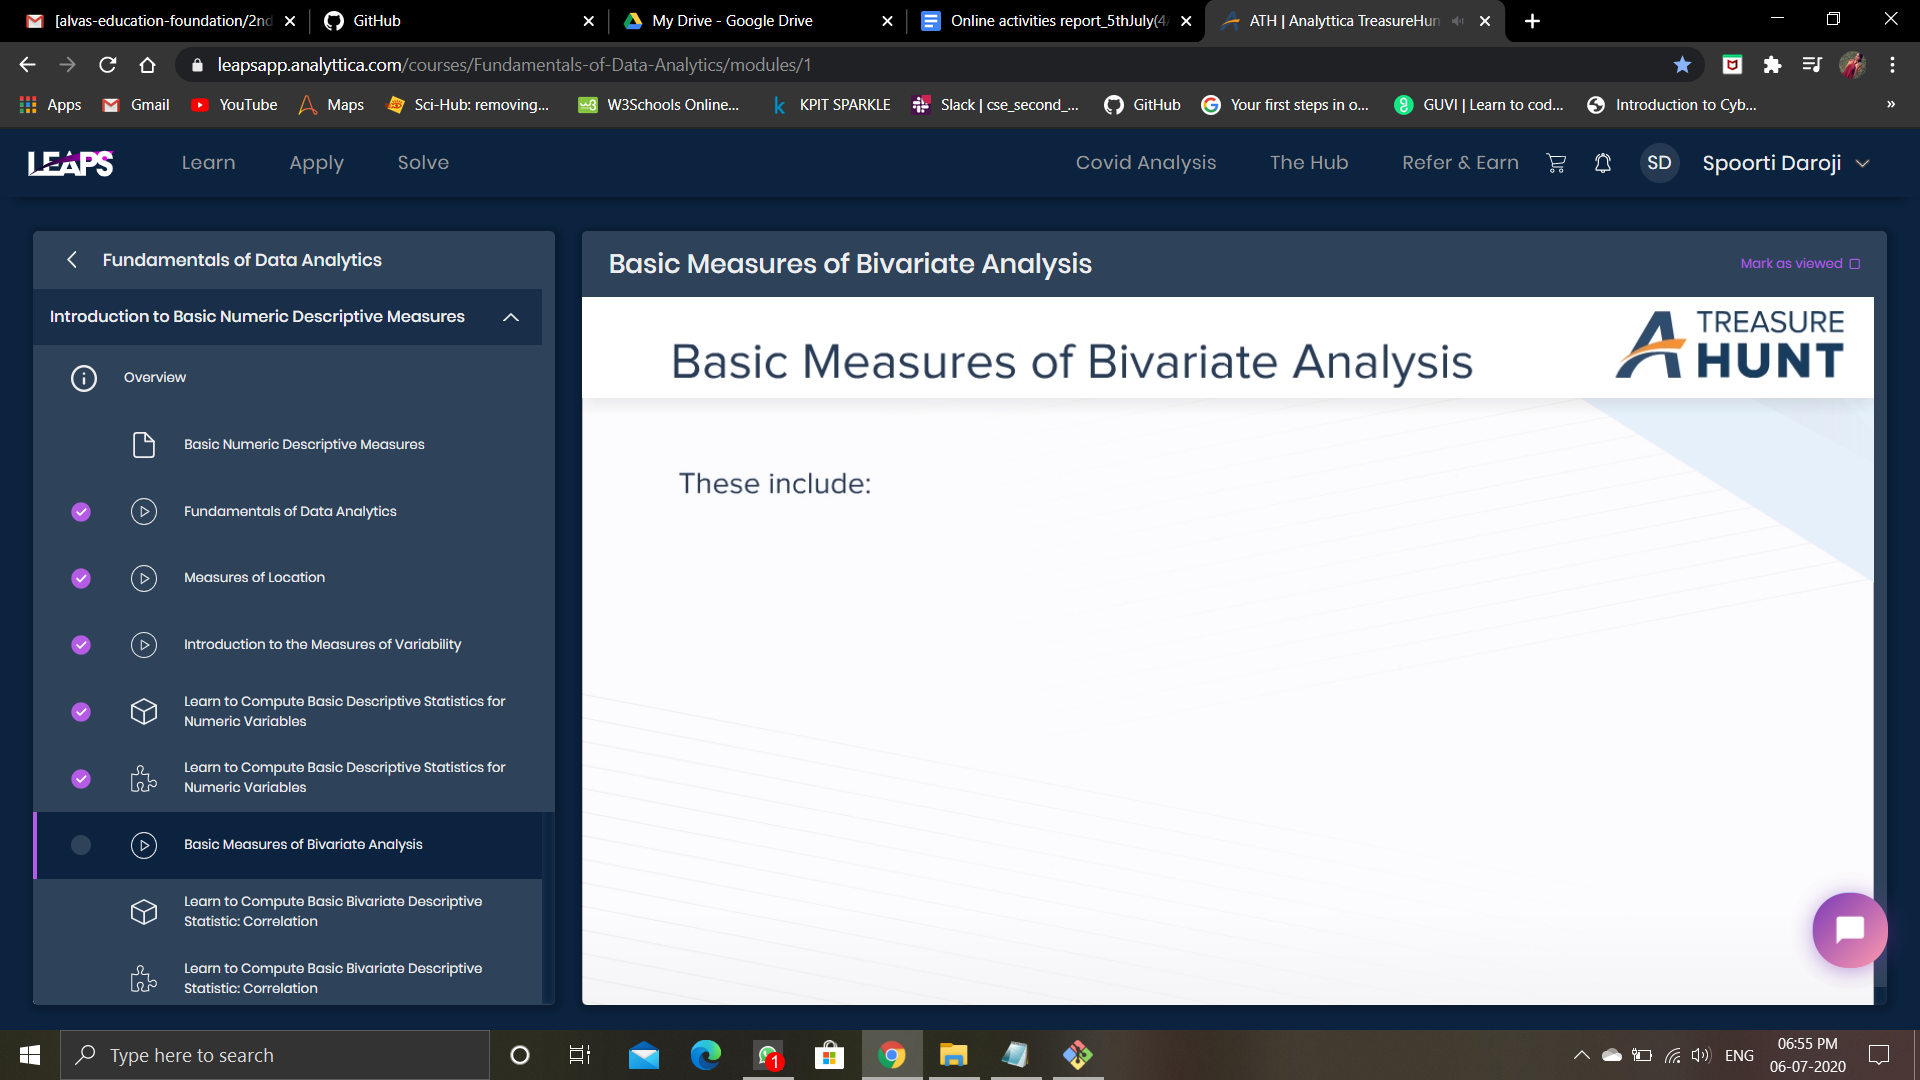 [alvas-education-foundation/2nd
GitHub
My Drive - Google Drive
Online activities report_5thJuly(4
ATH | Analyttica TreasureHun
leapsapp.analyttica.com/courses/Fundamentals-of-Data-Analytics/modules/1
Apps
Gmail
YouTube
Maps
Sci-Hub: removing...
W3Schools Online...
KPIT SPARKLE
Slack | cse_second_...
GitHub
Your first steps in o...
GUVI | Learn to cod...
Introduction to Cyb...
»
LEAPS
Learn
Apply
Solve
Covid Analysis
The Hub
Refer & Earn
SD
Spoorti Daroji
Fundamentals of Data Analytics
Introduction to Basic Numeric Descriptive Measures
Overview
Basic Numeric Descriptive Measures
Fundamentals of Data Analytics
Measures of Location
Introduction to the Measures of Variability
Learn to Compute Basic Descriptive Statistics for
Numeric Variables
Learn to Compute Basic Descriptive Statistics for
Numeric Variables
Basic Measures of Bivariate Analysis
Learn to Compute Basic Bivariate Descriptive
Statistic: Correlation
Learn to Compute Basic Bivariate Descriptive
Statistic: Correlation
Basic Measures of Bivariate Analysis
Mark as viewed
Basic Measures of Bivariate Analysis
TREASURE
HUNT
These include:
Type here to search
1
ENG
06:55 PM
06-07-2020